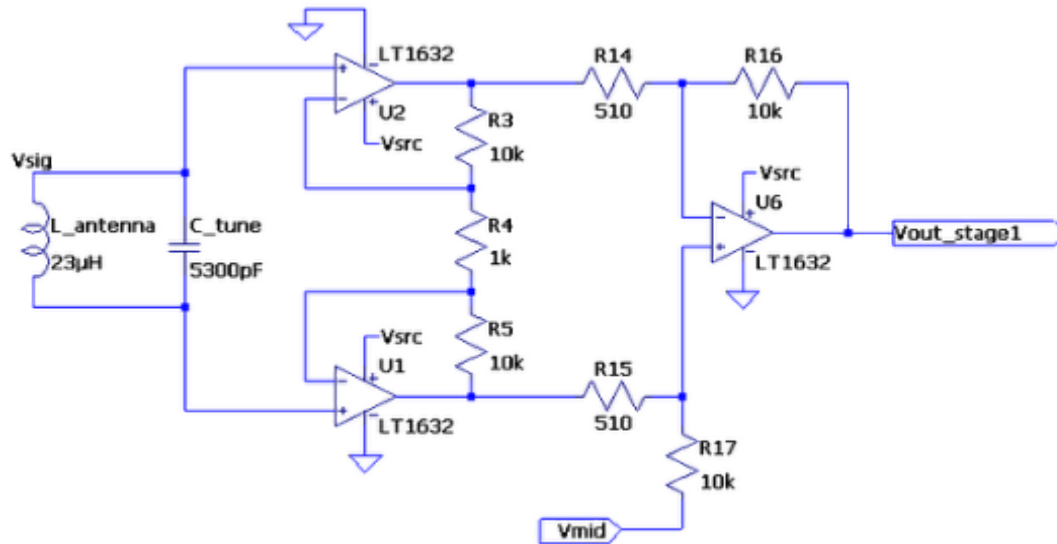 LT1632
U2
Vsrc
R14
510
R16
10k
R3
10k
Vsig
L_antenna
23µH
C_tune
5300pF
R4
1k
Vsrc
U6
LT1632
Vout_stage1
R5
10k
Vsrc
U1
LT1632
R15
510
R17
10k
Vmid